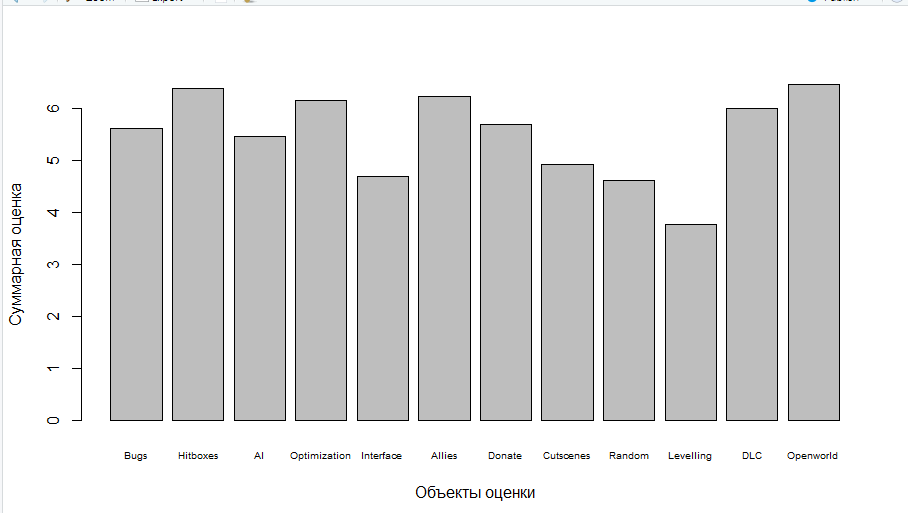 Суммарная оценка
6
5
4
3
2
1
0
Bugs Hitboxes AI Optimization Interface Allies Donate Cutscenes Random Levelling DLC Openworld
Объекты оценки